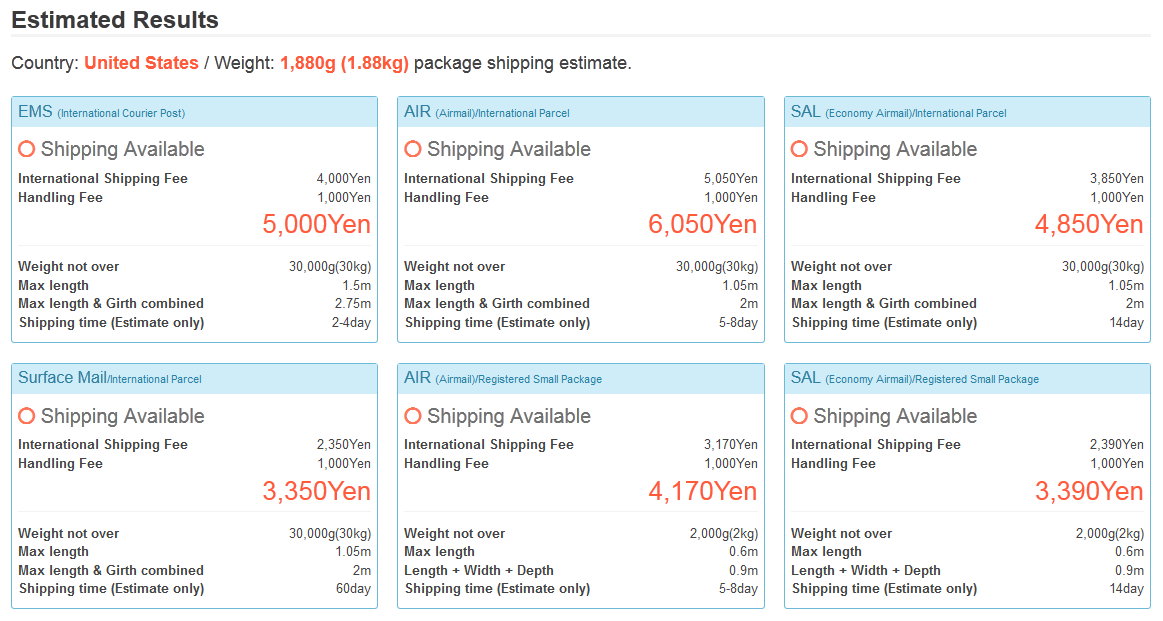 Estimated Results
Country: United States / Weight: 1,880g (1.88kg) package shipping estimate.
EMS (International Courier Post)
Shipping Available
International Shipping Fee 4,000Yen
Handling Fee 1,000Yen
5,000Yen
Weight not over 30,000g(30kg)
Max length 1.5m
Max length & Girth combined 2.75m
Shipping time (Estimate only) 2-4day
AIR (Airmail)/International Parcel
Shipping Available
International Shipping Fee 5,050Yen
Handling Fee 1,000Yen
6,050Yen
Weight not over 30,000g(30kg)
Max length 1.05m
Max length & Girth combined 2m
Shipping time (Estimate only) 5-8day
SAL (Economy Airmail)/International Parcel
Shipping Available
International Shipping Fee 3,850Yen
Handling Fee 1,000Yen
4,850Yen
Weight not over 30,000g(30kg)
Max length 1.05m
Max length & Girth combined 2m
Shipping time (Estimate only) 14day
Surface Mail/International Parcel
Shipping Available
International Shipping Fee 2,350Yen
Handling Fee 1,000Yen
3,350Yen
Weight not over 30,000g(30kg)
Max length 1.05m
Max length & Girth combined 2m
Shipping time (Estimate only) 60day
AIR (Airmail)/Registered Small Package
Shipping Available
International Shipping Fee 3,170Yen
Handling Fee 1,000Yen
4,170Yen
Weight not over 2,000g(2kg)
Max length 0.6m
Length + Width + Depth 0.9m
Shipping time (Estimate only) 5-8day
SAL (Economy Airmail)/Registered Small Package
Shipping Available
International Shipping Fee 2,390Yen
Handling Fee 1,000Yen
3,390Yen
Weight not over 2,000g(2kg)
Max length 0.6m
Length + Width + Depth 0.9m
Shipping time (Estimate only) 14day